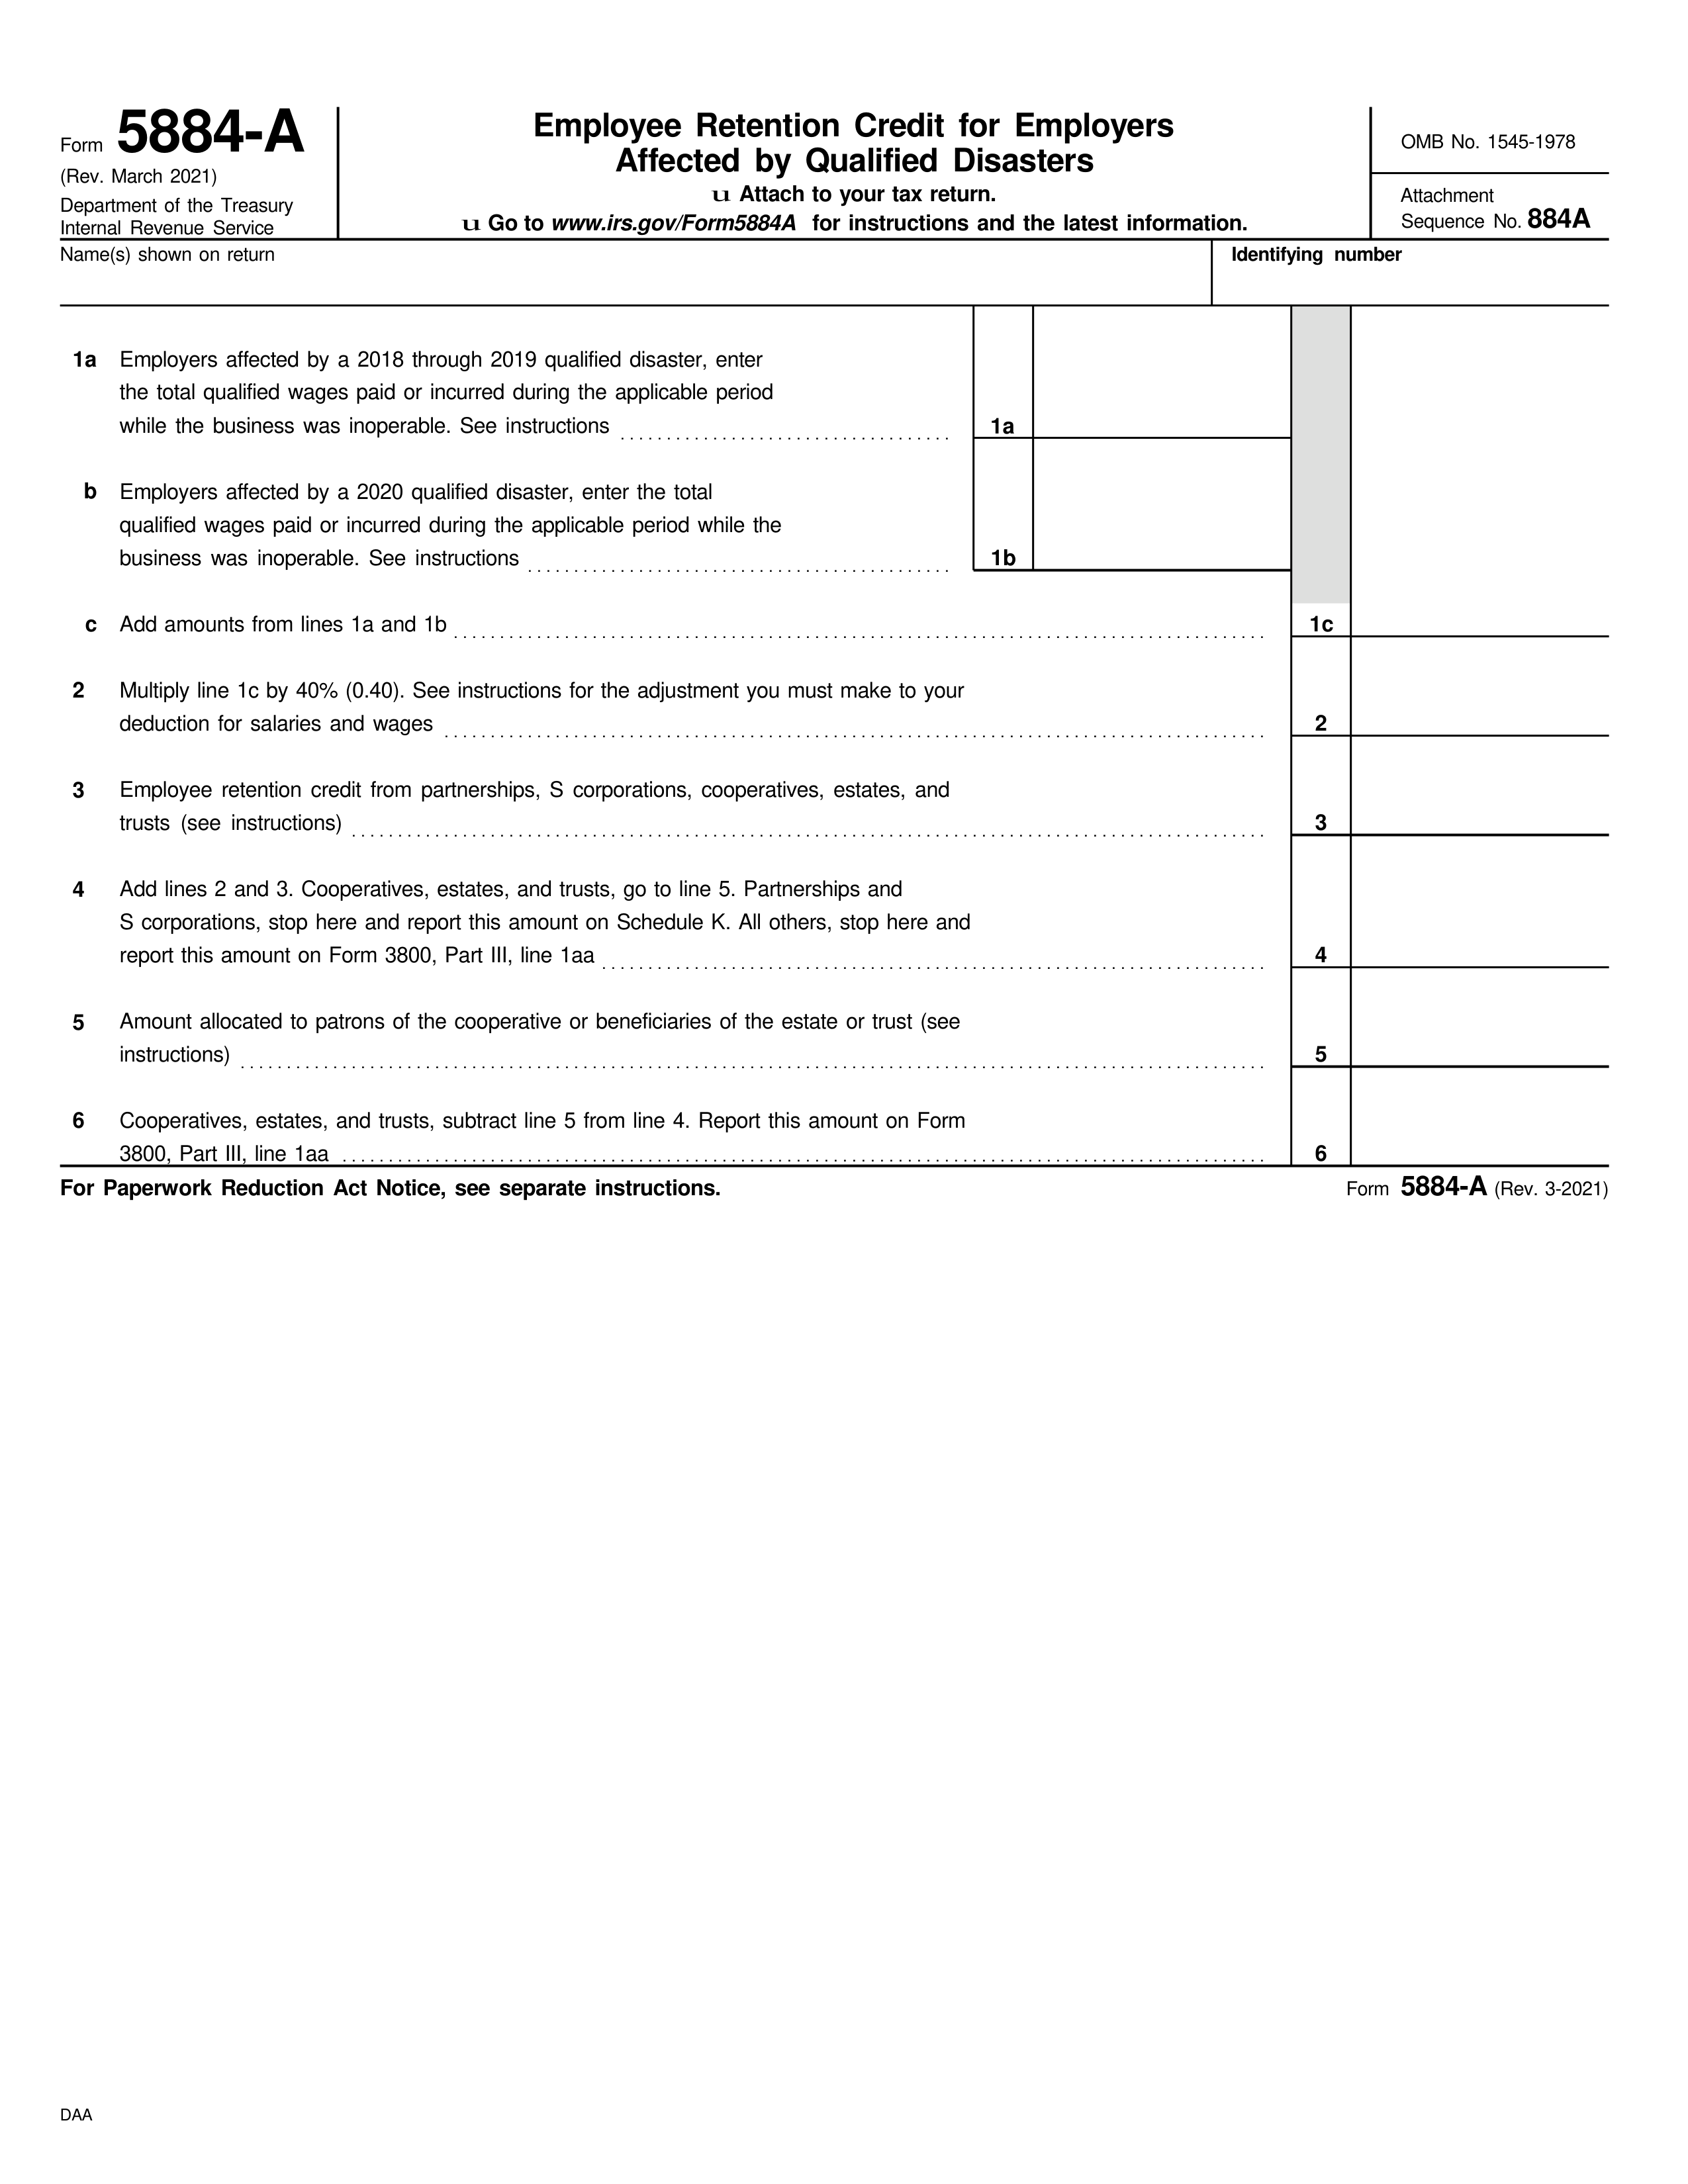 Form 5884-A
(Rev. March 2021)
Department of the Treasury
Internal Revenue Service
Employee Retention Credit for Employers
Affected by Qualified Disasters
u Attach to your tax return.
u Go to www.irs.gov/Form5884A for instructions and the latest information.
OMB No. 1545-1978
Attachment
Sequence No. 884A
Name(s) shown on return
Identifying number
1a Employers affected by a 2018 through 2019 qualified disaster, enter
the total qualified wages paid or incurred during the applicable period
while the business was inoperable. See instructions 1a
b Employers affected by a 2020 qualified disaster, enter the total
qualified wages paid or incurred during the applicable period while the
business was inoperable. See instructions 1b
c Add amounts from lines 1a and 1b 1c
2 Multiply line 1c by 40% (0.40). See instructions for the adjustment you must make to your
deduction for salaries and wages 2
3 Employee retention credit from partnerships, S corporations, cooperatives, estates, and
trusts (see instructions) 3
4 Add lines 2 and 3. Cooperatives, estates, and trusts, go to line 5. Partnerships and
S corporations, stop here and report this amount on Schedule K. All others, stop here and
report this amount on Form 3800, Part III, line 1aa 4
5 Amount allocated to patrons of the cooperative or beneficiaries of the estate or trust (see
instructions) 5
6 Cooperatives, estates, and trusts, subtract line 5 from line 4. Report this amount on Form
3800, Part III, line 1aa 6
For Paperwork Reduction Act Notice, see separate instructions.
Form 5884-A (Rev. 3-2021)
DAA